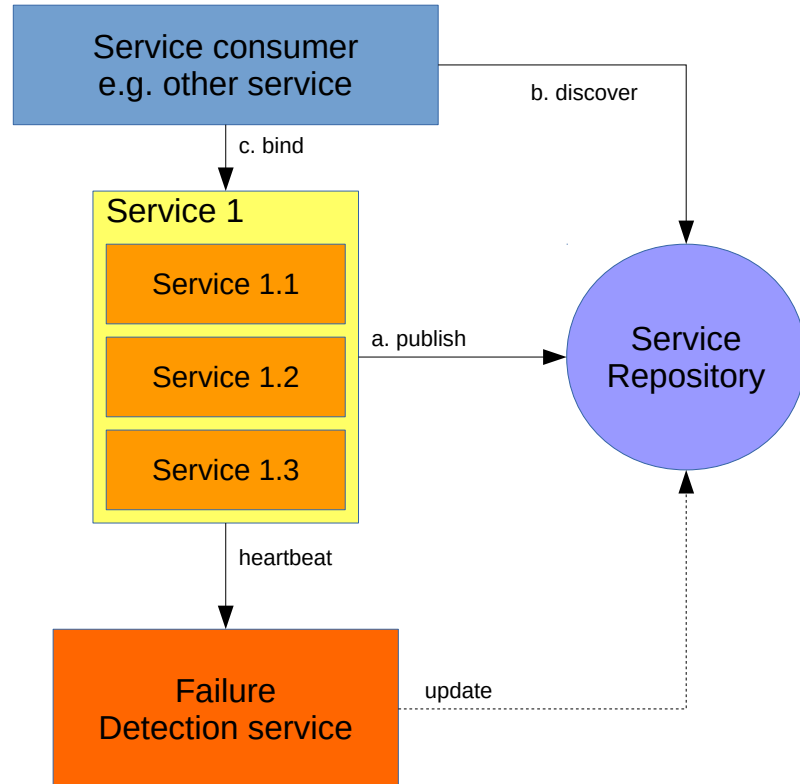 Service consumer
e.g. other service
b. discover
c. bind
Service 1
Service 1.1
a. publish
Service 1.2
Service
Repository
Service 1.3
heartbeat
Failure
Detection service
update